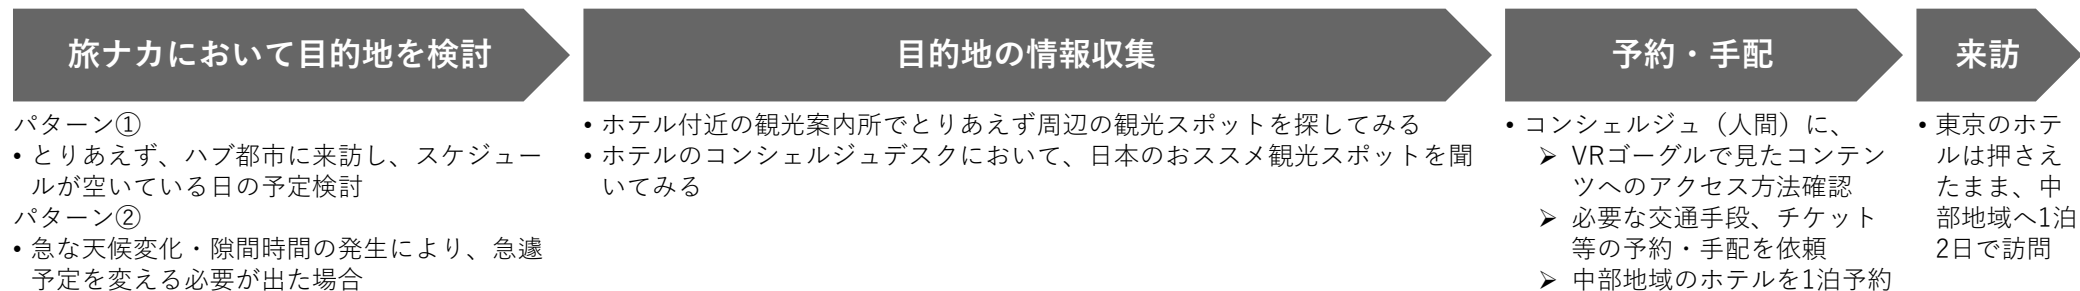 旅ナカにおいて目的地を検討
パターン①
• とりあえず、ハブ都市に来訪し、スケジュー
ルが空いている日の予定検討
パターン②
• 急な天候変化・隙間時間の発生により、急遽
予定を変える必要が出た場合
目的地の情報収集
• ホテル付近の観光案内所でとりあえず周辺の観光スポットを探してみる
• ホテルのコンシェルジュデスクにおいて、日本のおススメ観光スポットを聞
いてみる
予約・手配
• コンシェルジュ（人間）に、
➢ VRゴーグルで見たコンテン
ツへのアクセス方法確認
➢ 必要な交通手段、チケット
等の予約・手配を依頼
➢ 中部地域のホテルを1泊予約
来訪
• 東京のホテ
ルは押さえ
たまま、中
部地域へ1泊
2日で訪問